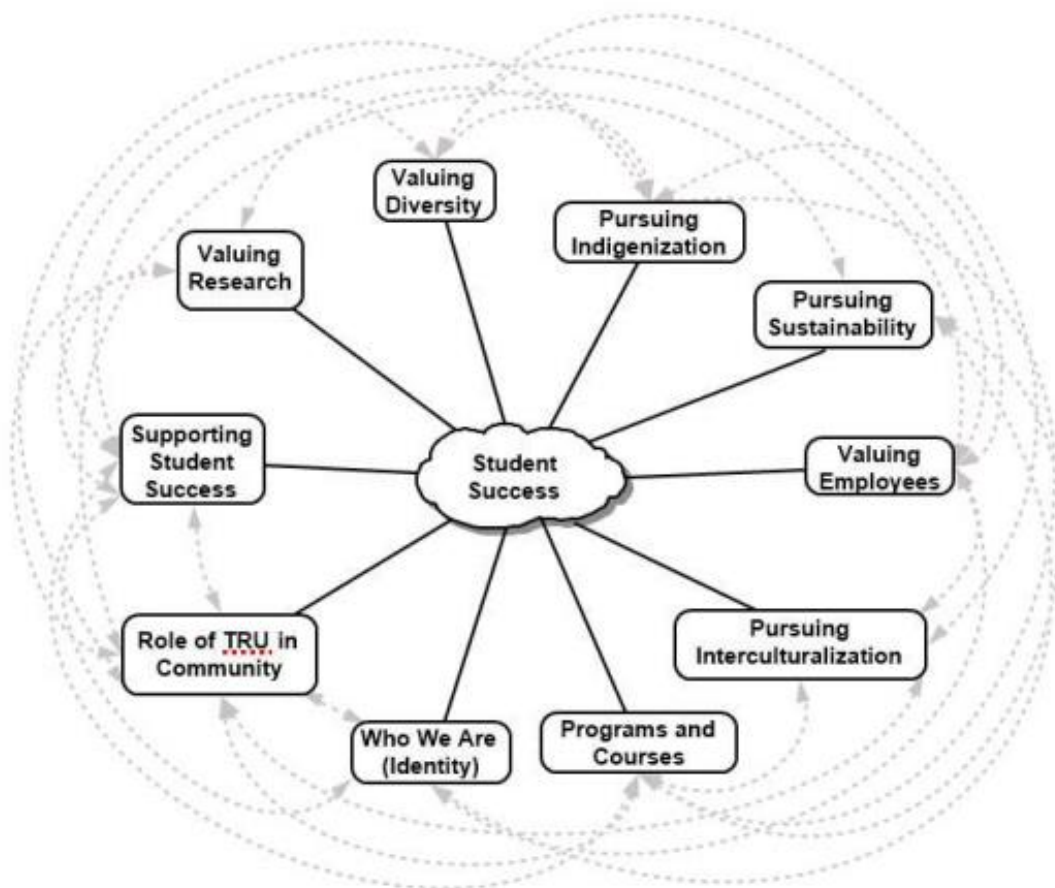 Valuing
Diversity
Pursuing
Indigenization
Valuing
Research
Pursuing
Sustainability
Supporting
Student
Success
Student
Success
Valuing
Employees
Role of TRU in
Community
Pursuing
Interculturalization
Who We Are
(Identity)
Programs and
Courses